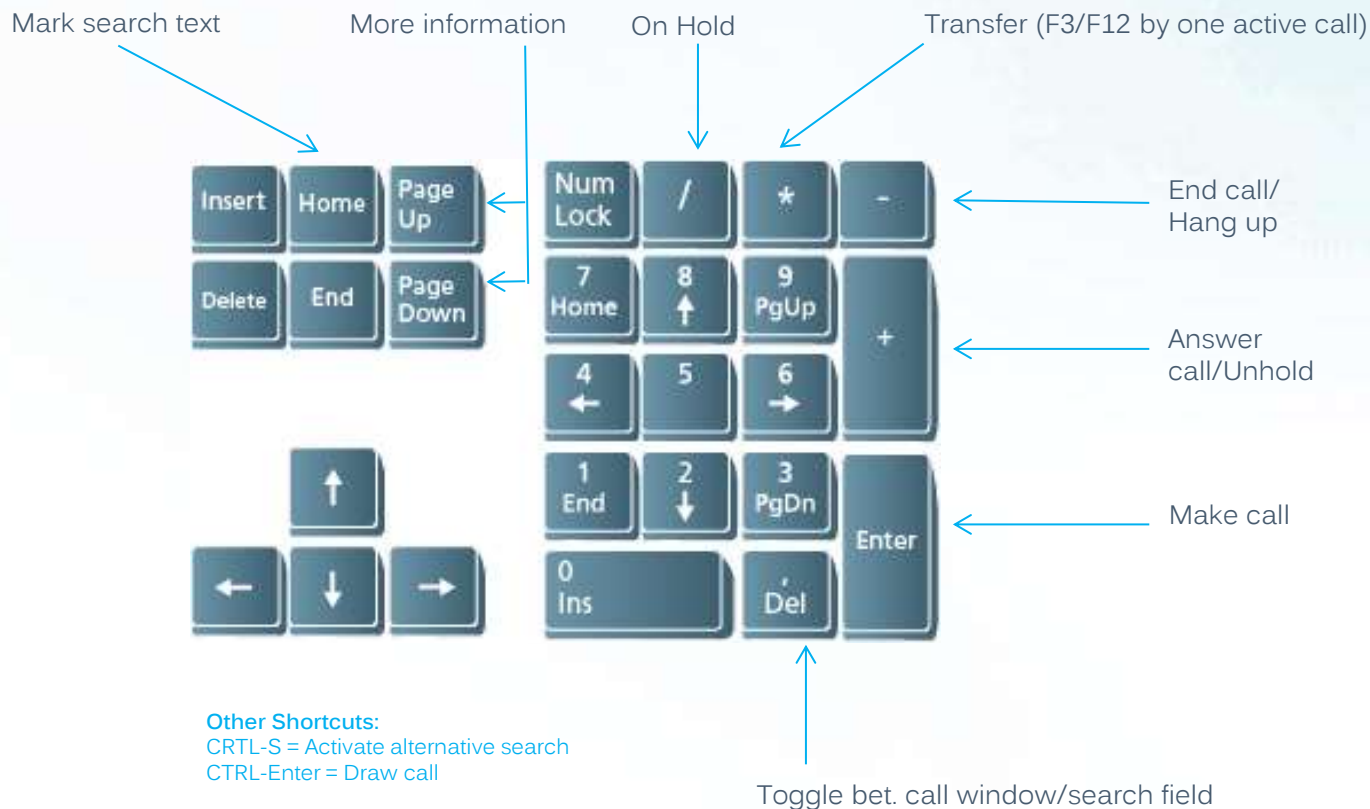 Mark search text
More information
On Hold
Transfer (F3/F12 by one active call)
Insert
Home
Page
Up
Num
Lock
/
*
-
End call/
Hang up
Delete
End
Page
Down
7
Home
8
↑
9
PgUp
+
Answer
call/Unhold
4
←
5
6
→
↑
1
End
2
↓
3
PgDn
Enter
Make call
←
↓
→
0
Ins
,
Del
Other Shortcuts:
CRTL-S = Activate alternative search
CTRL-Enter = Draw call
Toggle bet. call window/search field